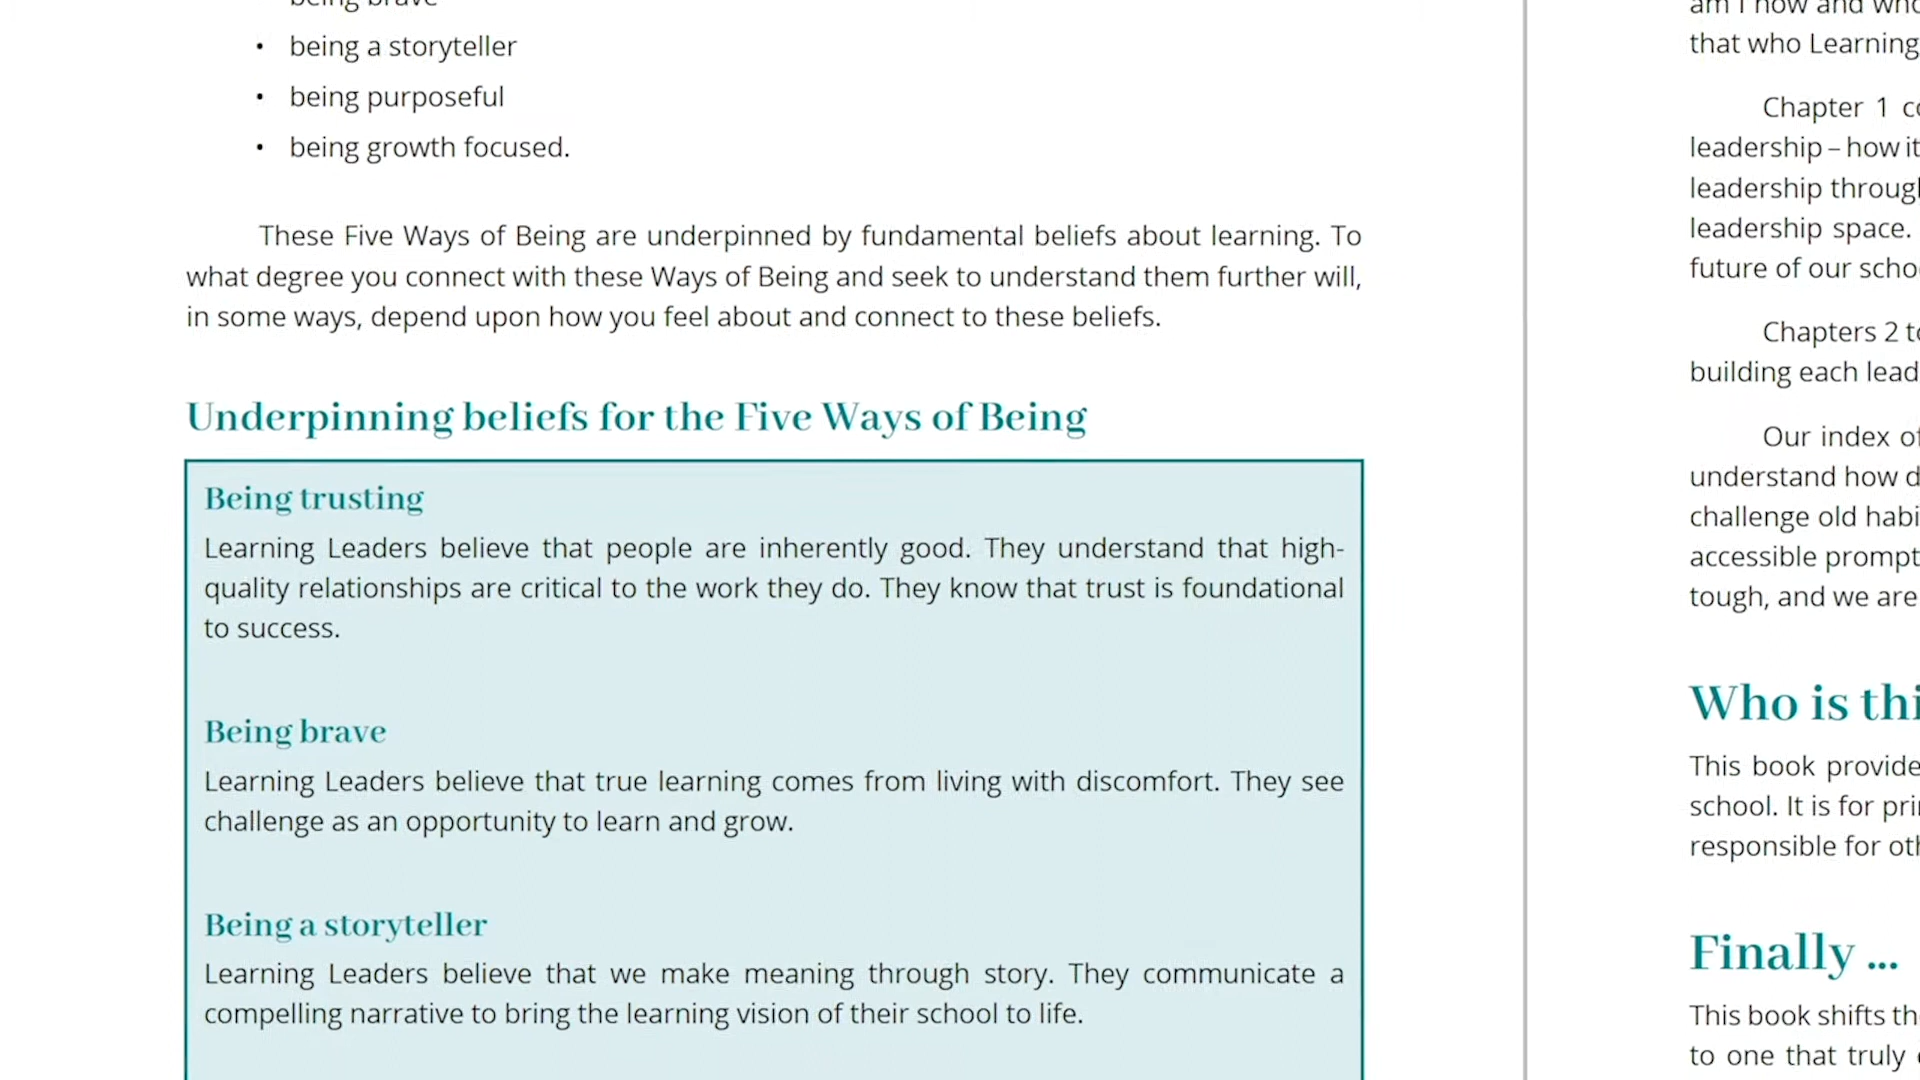 being brave
• being a storyteller
• being purposeful
• being growth focused.
These Five Ways of Being are underpinned by fundamental beliefs about learning. To
what degree you connect with these Ways of Being and seek to understand them further will,
in some ways, depend upon how you feel about and connect to these beliefs.
Underpinning beliefs for the Five Ways of Being
Being trusting
Learning Leaders believe that people are inherently good. They understand that high-
quality relationships are critical to the work they do. They know that trust is foundational
to success.
Being brave
Learning Leaders believe that true learning comes from living with discomfort. They see
challenge as an opportunity to learn and grow.
Being a storyteller
Learning Leaders believe that we make meaning through story. They communicate a
compelling narrative to bring the learning vision of their school to life.
am I now and
that who Learning
Chapter 1
leadership – how it
leadership
leadership space.
future of our
Chapters 2
building each
Our index
understand how
challenge old
accessible
tough, and we are
Who is
This book
school. It is for
responsible for
Finally ...
This book shifts
to one that truly